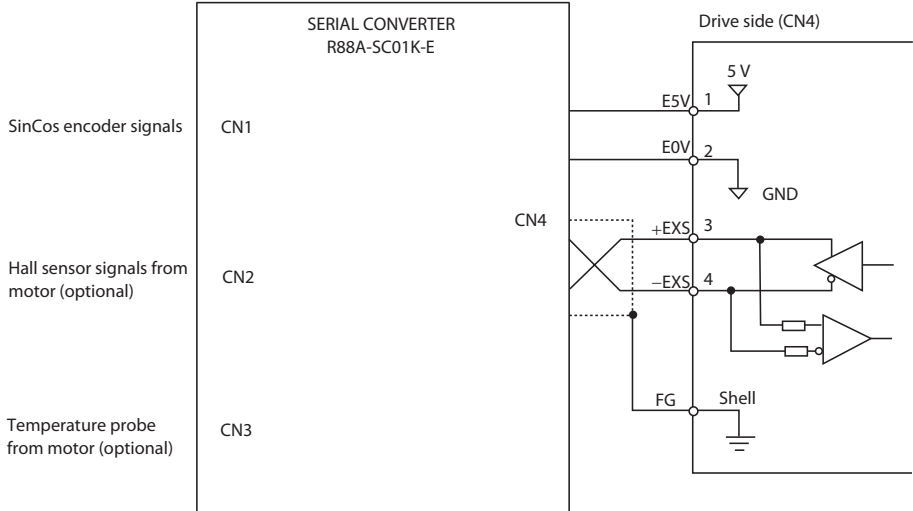 SERIAL CONVERTER
R88A-SC01K-E
Drive side (CN4)
5 V
E5V 1
SinCos encoder signals
CN1
E0V 2
GND
CN4
+EXS 3
Hall sensor signals from
motor (optional)
CN2
−EXS 4
FG
Shell
Temperature probe
from motor (optional)
CN3